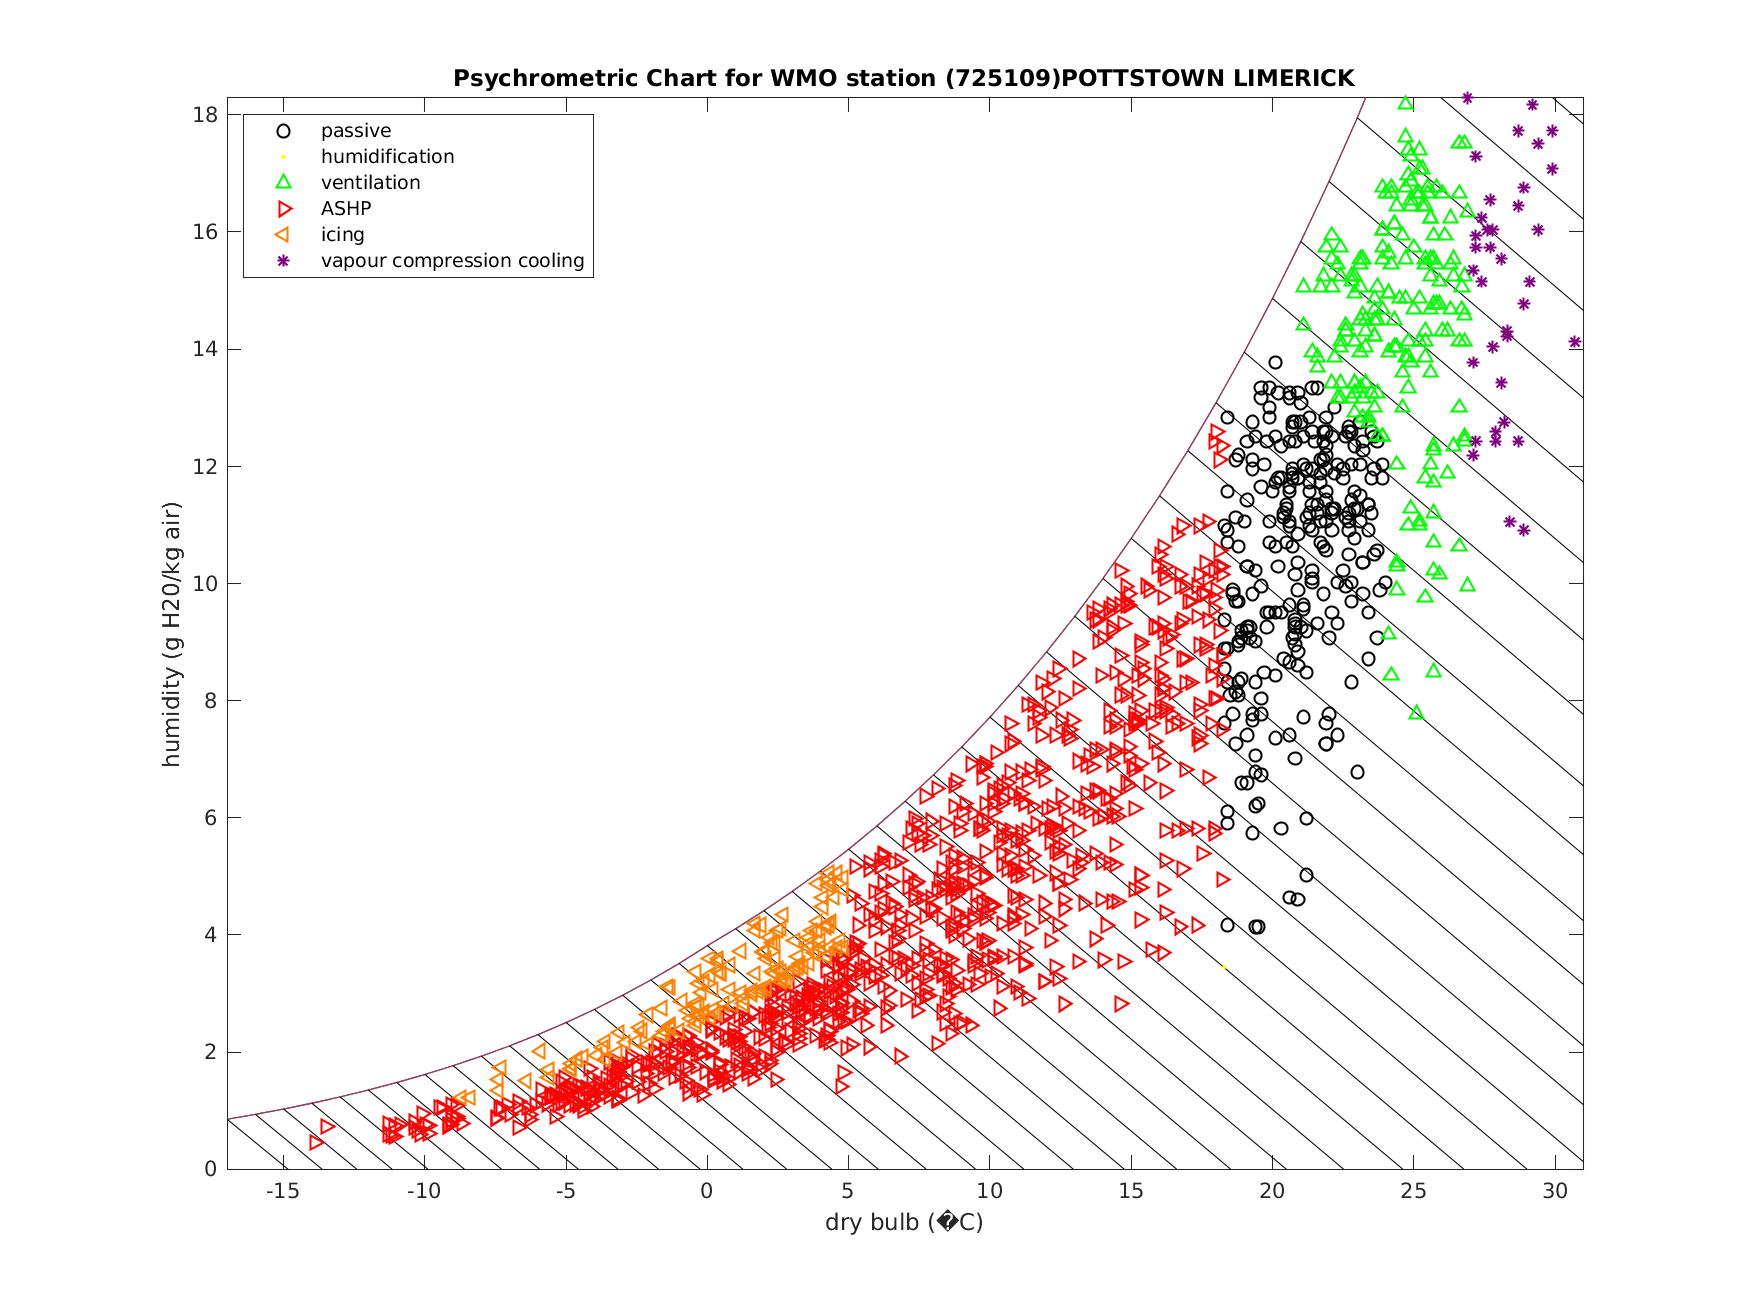 Psychrometric Chart for WMO station (725109)POTTSTOWN LIMERICK
passive
humidification
ventilation
ASHP
icing
vapour compression cooling
18
16
14
12
10
8
6
4
2
0
humidity (g H20/kg air)
-15
-10
-5
0
5
10
15
20
25
30
dry bulb (�C)